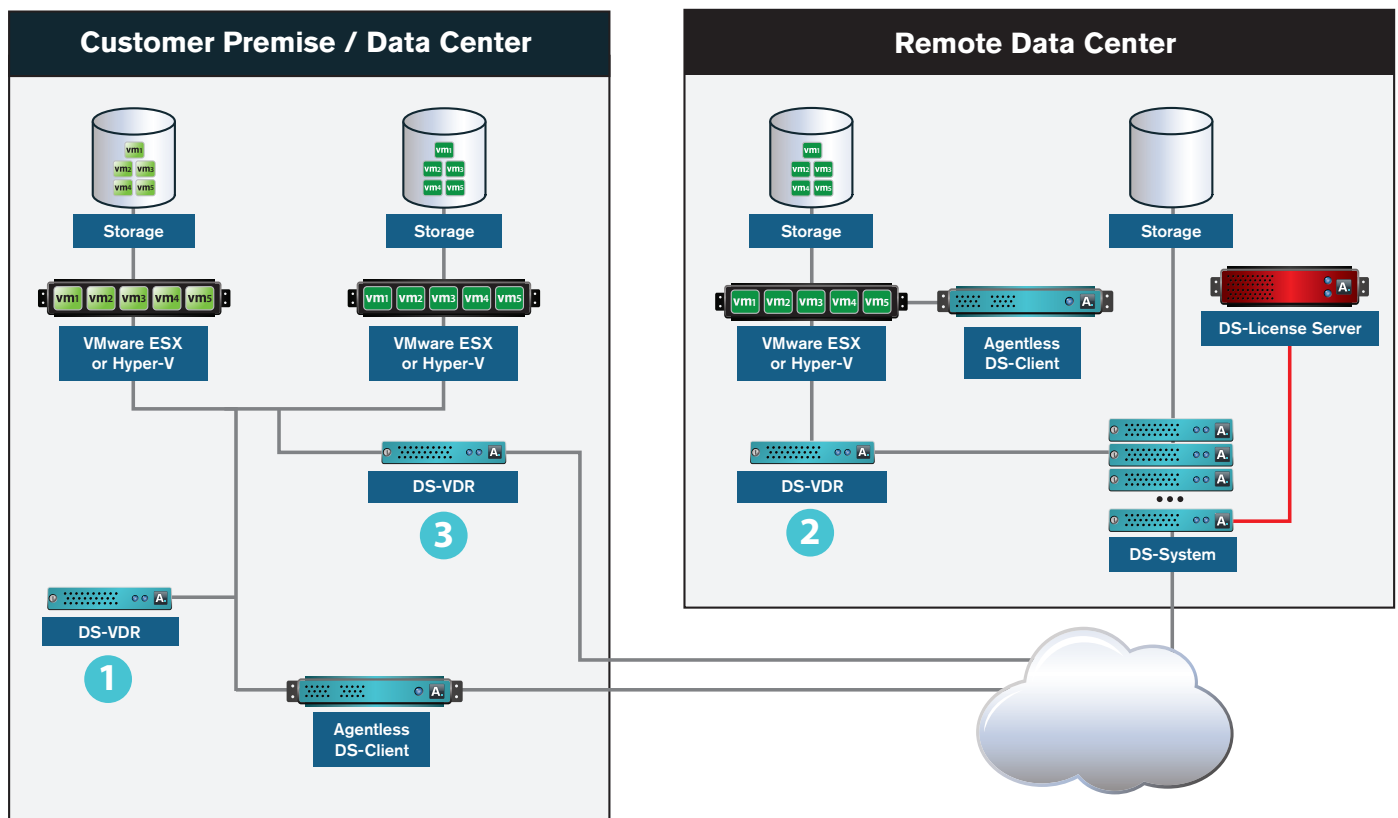 Customer Premise / Data Center
vm1
vm2 vm3
vm4 vm5
Storage
vm1 vm2 vm3 vm4 vm5
VMware ESX
or Hyper-V
vm1
vm2 vm3
vm4 vm5
Storage
vm1 vm2 vm3 vm4 vm5
VMware ESX
or Hyper-V
A.
DS-VDR
3
A.
DS-VDR
1
A.
Agentless
DS-Client
Remote Data Center
vm1
vm2 vm3
vm4 vm5
Storage
vm1 vm2 vm3 vm4 vm5
VMware ESX
or Hyper-V
A.
Agentless
DS-Client
A.
DS-VDR
2
Storage
A.
DS-License Server
A.
A.
A.
A.
DS-System